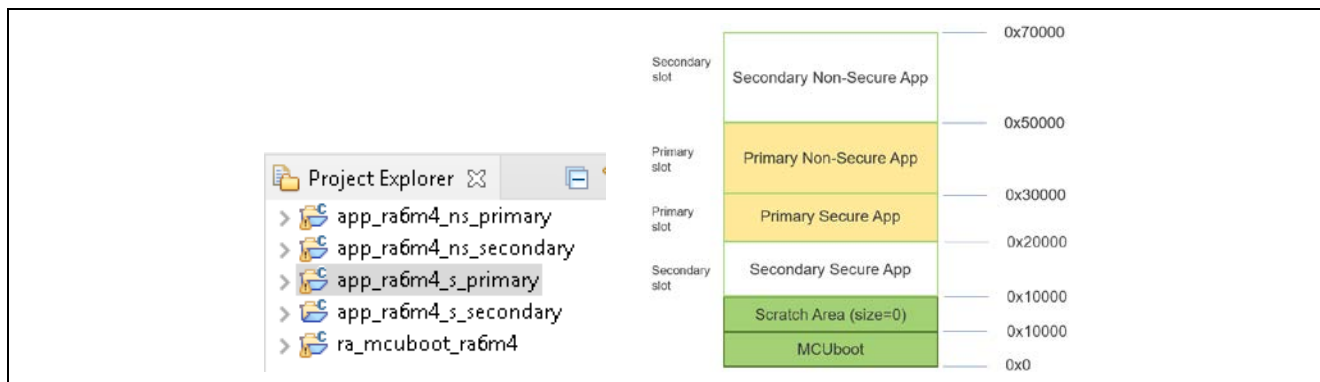 Project Explorer
app_ra6m4_ns_primary
app_ra6m4_ns_secondary
app_ra6m4_s_primary
app_ra6m4_s_secondary
ra_mcuboot_ra6m4
0x70000
Secondary
slot
Secondary Non-Secure App
0x50000
Primary
slot
Primary Non-Secure App
0x30000
Primary
slot
Primary Secure App
0x20000
Secondary
slot
Secondary Secure App
0x10000
Scratch Area (size=0)
0x10000
MCUboot
0x0